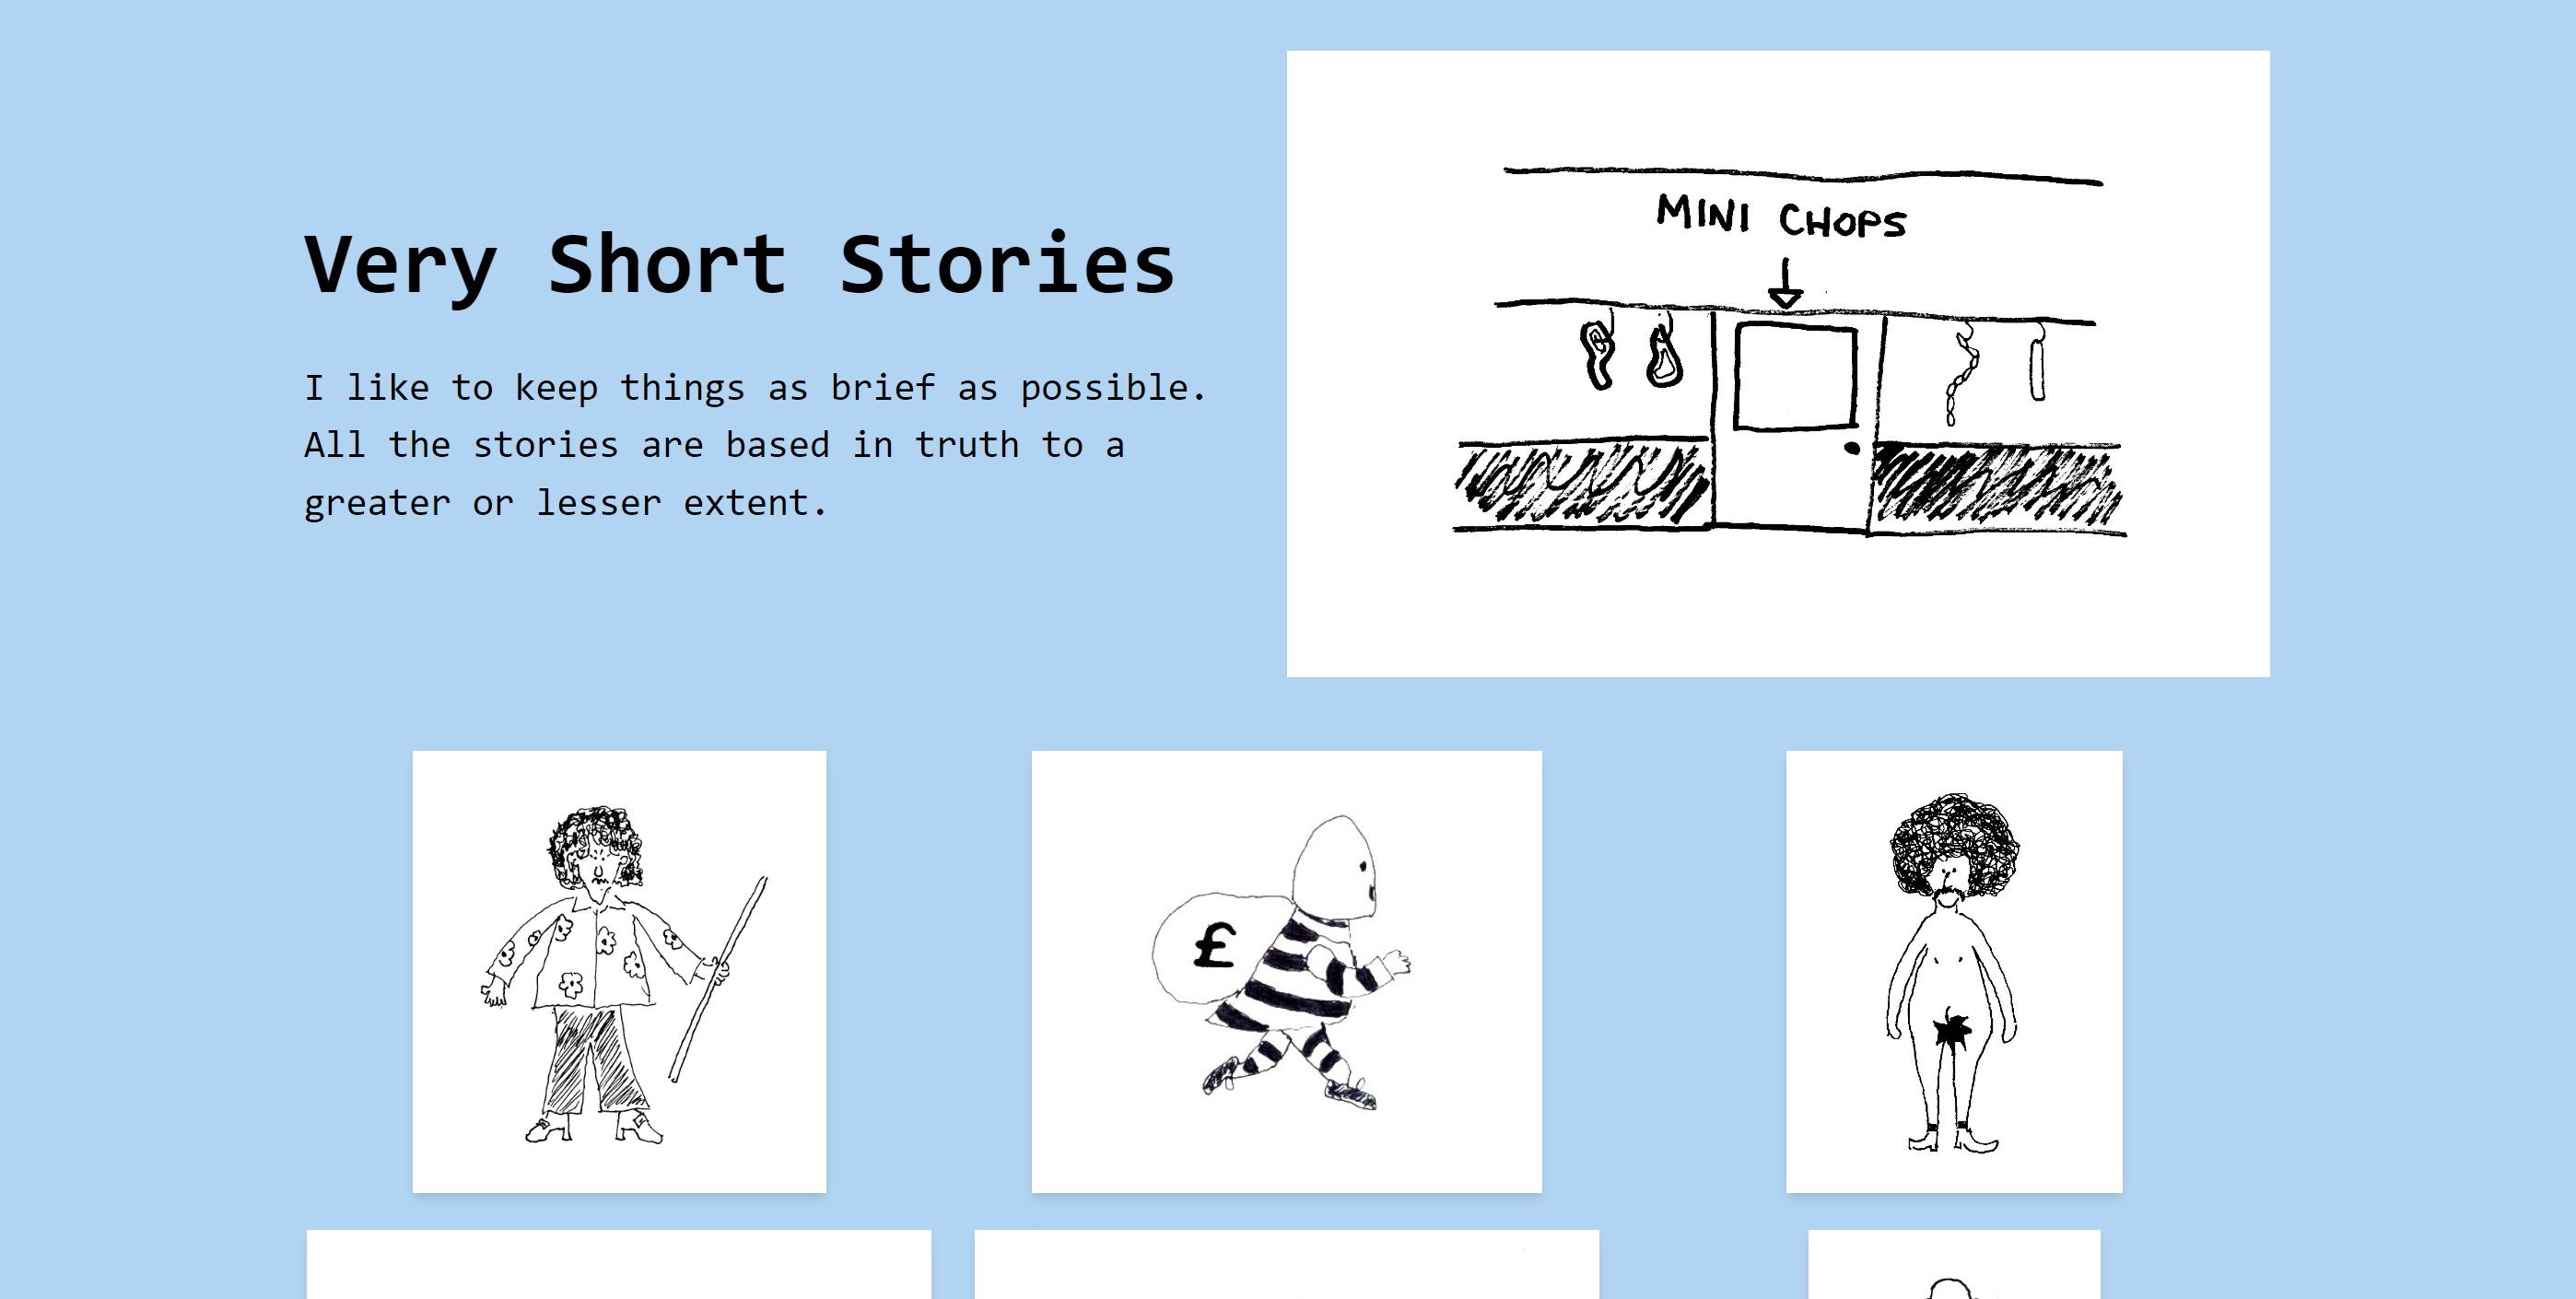 Very Short Stories
I like to keep things as brief as possible.
All the stories are based in truth to a
greater or lesser extent.
MINI CHOPS
£